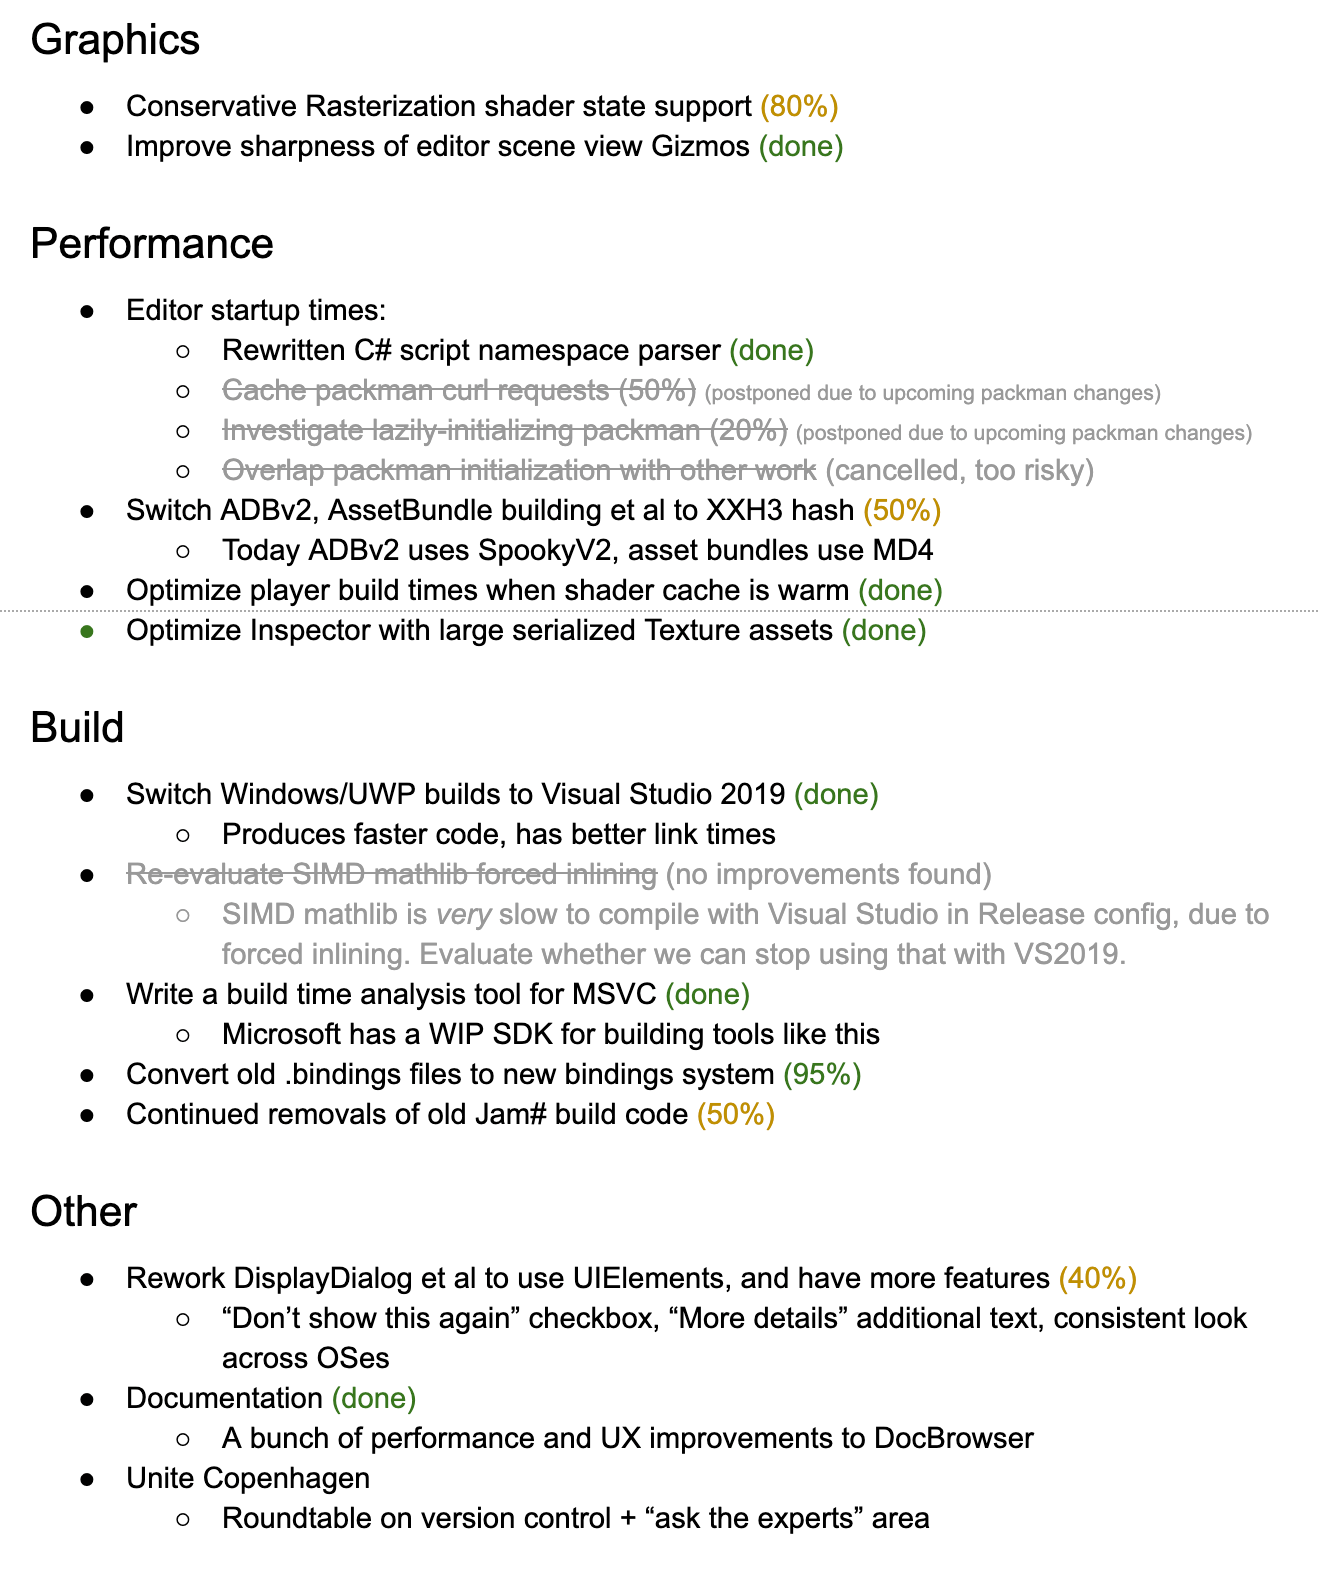 Graphics
● Conservative Rasterization shader state support (80%)
● Improve sharpness of editor scene view Gizmos (done)
Performance
● Editor startup times:
○ Rewritten C# script namespace parser (done)
○ Cache packman curl requests (50%) (postponed due to upcoming packman changes)
○ Investigate lazily-initializing packman (20%) (postponed due to upcoming packman changes)
○ Overlap packman initialization with other work (cancelled, too risky)
● Switch ADBv2, AssetBundle building et al to XXH3 hash (50%)
○ Today ADBv2 uses SpookyV2, asset bundles use MD4
● Optimize player build times when shader cache is warm (done)
● Optimize Inspector with large serialized Texture assets (done)
Build
● Switch Windows/UWP builds to Visual Studio 2019 (done)
○ Produces faster code, has better link times
● Re-evaluate SIMD mathlib forced inlining (no improvements found)
○ SIMD mathlib is very slow to compile with Visual Studio in Release config, due to
forced inlining. Evaluate whether we can stop using that with VS2019.
● Write a build time analysis tool for MSVC (done)
○ Microsoft has a WIP SDK for building tools like this
● Convert old .bindings files to new bindings system (95%)
● Continued removals of old Jam# build code (50%)
Other
● Rework DisplayDialog et al to use UIElements, and have more features (40%)
○ “Don’t show this again” checkbox, “More details” additional text, consistent look
across OSes
● Documentation (done)
○ A bunch of performance and UX improvements to DocBrowser
● Unite Copenhagen
○ Roundtable on version control + “ask the experts” area